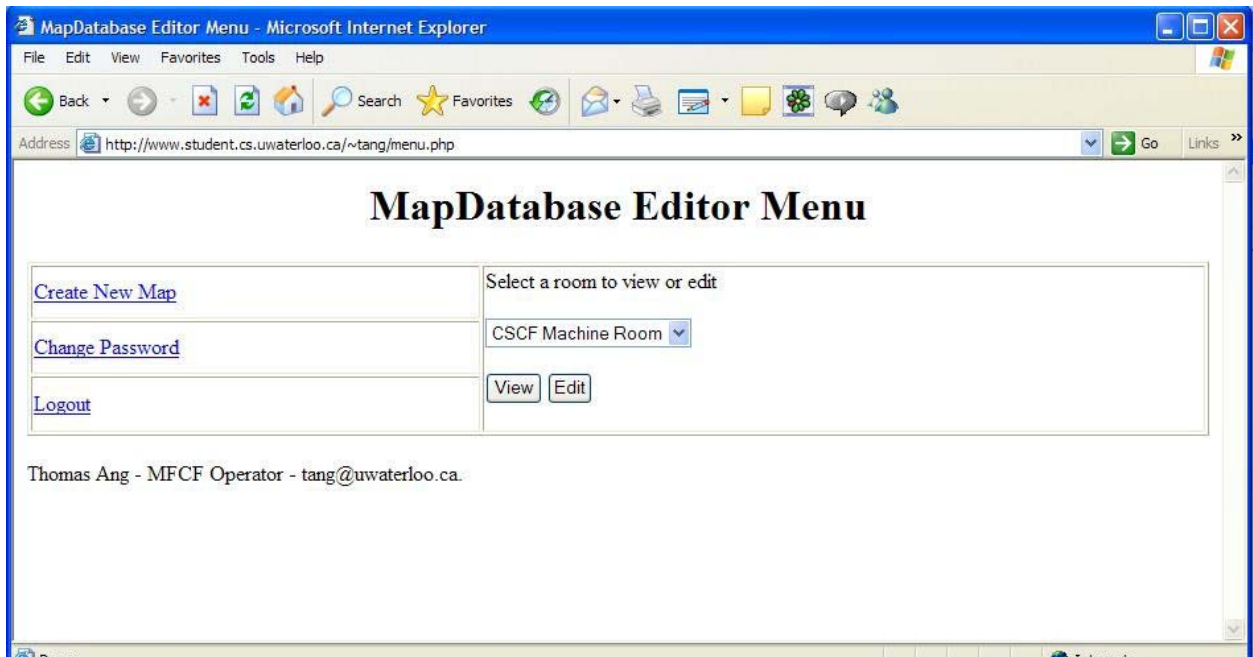 MapDatabase Editor Menu - Microsoft Internet Explorer
File Edit View Favorites Tools Help
Back Search Favorites
Address http://www.student.cs.uwaterloo.ca/~tang/menu.php Go Links »
MapDatabase Editor Menu
Create New Map
Change Password
Logout
Select a room to view or edit
CSCF Machine Room
View Edit
Thomas Ang - MFCF Operator - tang@uwaterloo.ca.